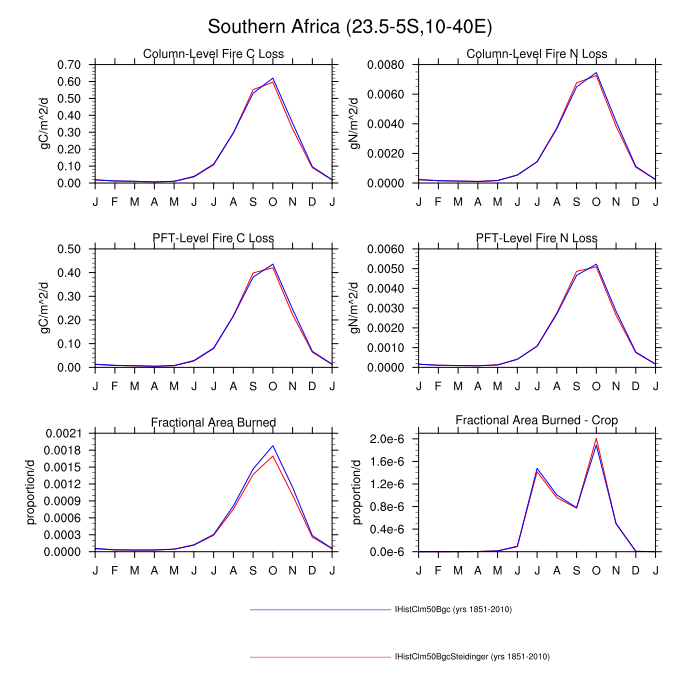 Southern Africa (23.5-5S,10-40E)
Column-Level Fire C Loss
gC/m^2/d
0.70
0.60
0.50
0.40
0.30
0.20
0.10
0.00
J F M A M J J A S O N D J
Column-Level Fire N Loss
gN/m^2/d
0.0080
0.0060
0.0040
0.0020
0.0000
J F M A M J J A S O N D J
PFT-Level Fire C Loss
gC/m^2/d
0.50
0.40
0.30
0.20
0.10
0.00
J F M A M J J A S O N D J
PFT-Level Fire N Loss
gN/m^2/d
0.0060
0.0050
0.0040
0.0030
0.0020
0.0010
0.0000
J F M A M J J A S O N D J
Fractional Area Burned
proportion/d
0.0021
0.0018
0.0015
0.0012
0.0009
0.0006
0.0003
0.0000
J F M A M J J A S O N D J
Fractional Area Burned - Crop
proportion/d
2.0e-6
1.6e-6
1.2e-6
0.8e-6
0.4e-6
0.0e-6
J F M A M J J A S O N D J
IHistClm50Bgc (yrs 1851-2010)
IHistClm50BgcSteidinger (yrs 1851-2010)